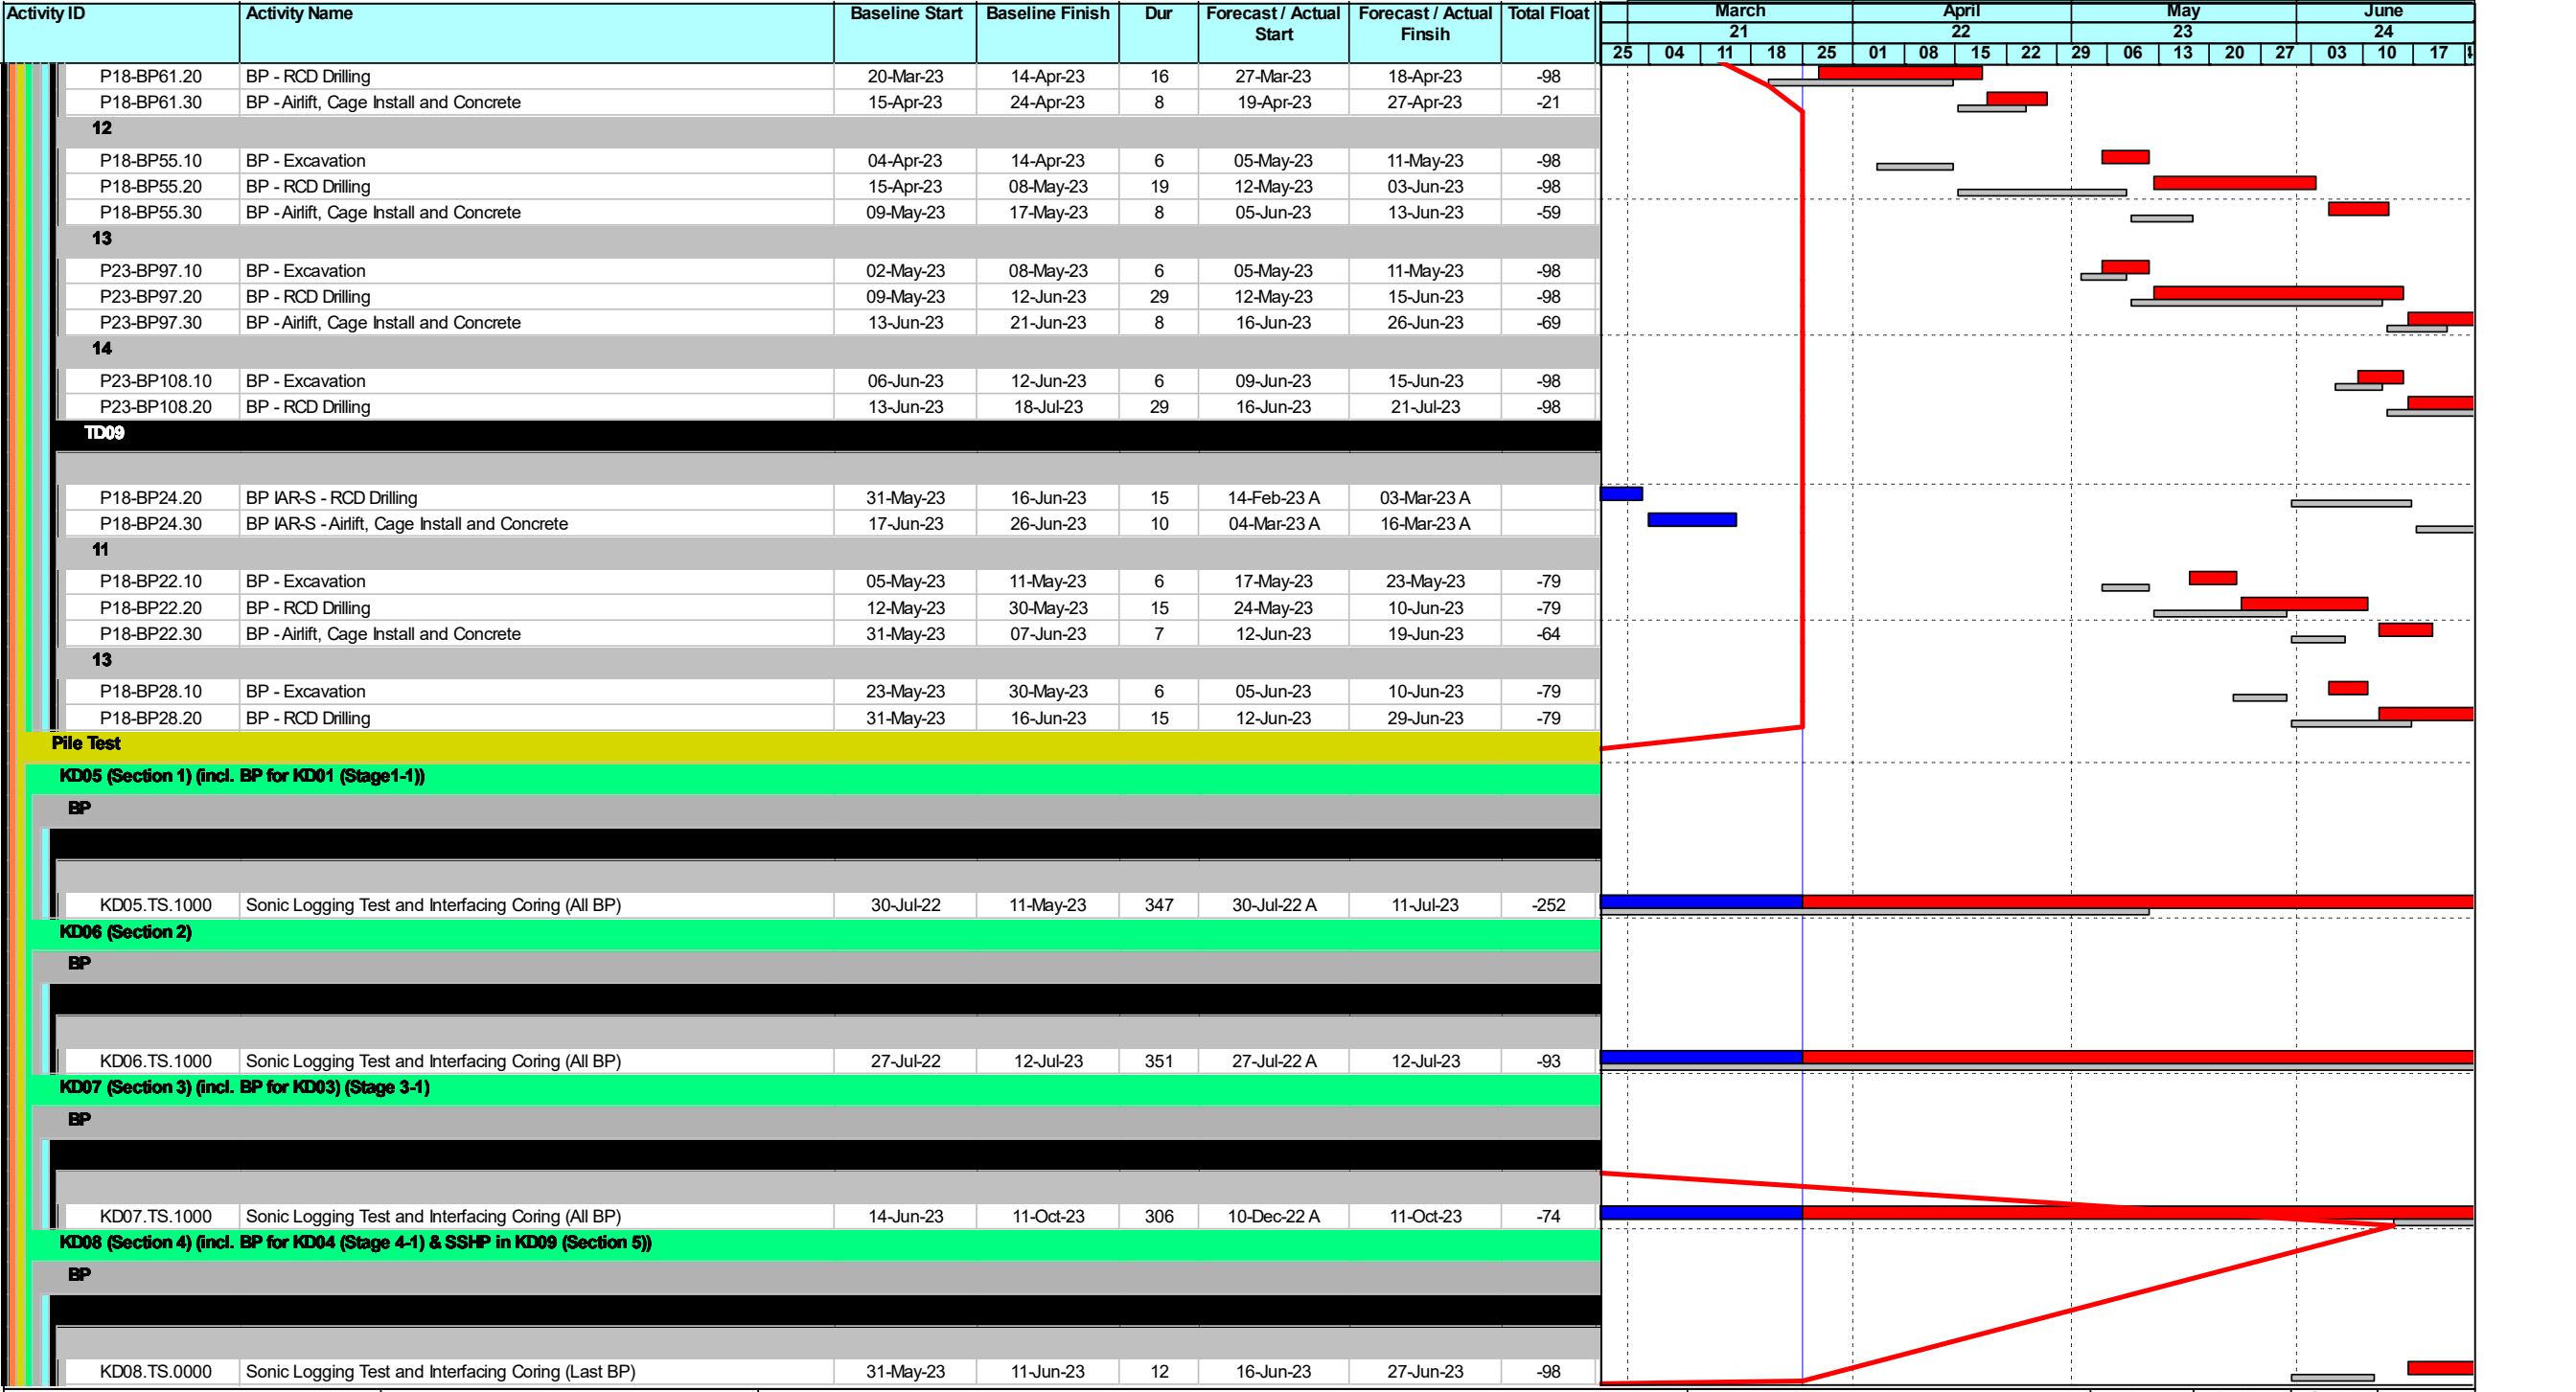 Activity ID Activity Name Baseline Start Baseline Finish Dur Forecast / Actual Start Forecast / Actual Finsih Total Float March April May June
21 22 23 24
25 04 11 18 25 01 08 15 22 29 06 13 20 27 03 10 17
P18-BP61.20 BP - RCD Drilling 20-Mar-23 14-Apr-23 16 27-Mar-23 18-Apr-23 -98
P18-BP61.30 BP - Airlift, Cage Install and Concrete 15-Apr-23 24-Apr-23 8 19-Apr-23 27-Apr-23 -21
12
P18-BP55.10 BP - Excavation 04-Apr-23 14-Apr-23 6 05-May-23 11-May-23 -98
P18-BP55.20 BP - RCD Drilling 15-Apr-23 08-May-23 19 12-May-23 03-Jun-23 -98
P18-BP55.30 BP - Airlift, Cage Install and Concrete 09-May-23 17-May-23 8 05-Jun-23 13-Jun-23 -59
13
P23-BP97.10 BP - Excavation 02-May-23 08-May-23 6 05-May-23 11-May-23 -98
P23-BP97.20 BP - RCD Drilling 09-May-23 12-Jun-23 29 12-May-23 15-Jun-23 -98
P23-BP97.30 BP - Airlift, Cage Install and Concrete 13-Jun-23 21-Jun-23 8 16-Jun-23 26-Jun-23 -69
14
P23-BP108.10 BP - Excavation 06-Jun-23 12-Jun-23 6 09-Jun-23 15-Jun-23 -98
P23-BP108.20 BP - RCD Drilling 13-Jun-23 18-Jul-23 29 16-Jun-23 21-Jul-23 -98
TD09
P18-BP24.20 BP IAR-S - RCD Drilling 31-May-23 16-Jun-23 15 14-Feb-23 A 03-Mar-23 A
P18-BP24.30 BP IAR-S - Airlift, Cage Install and Concrete 17-Jun-23 26-Jun-23 10 04-Mar-23 A 16-Mar-23 A
11
P18-BP22.10 BP - Excavation 05-May-23 11-May-23 6 17-May-23 23-May-23 -79
P18-BP22.20 BP - RCD Drilling 12-May-23 30-May-23 15 24-May-23 10-Jun-23 -79
P18-BP22.30 BP - Airlift, Cage Install and Concrete 31-May-23 07-Jun-23 7 12-Jun-23 19-Jun-23 -64
13
P18-BP28.10 BP - Excavation 23-May-23 30-May-23 6 05-Jun-23 10-Jun-23 -79
P18-BP28.20 BP - RCD Drilling 31-May-23 16-Jun-23 15 12-Jun-23 29-Jun-23 -79
Pile Test
KD05 (Section 1) (incl. BP for KD01 (Stage1-1))
BP
KD05.TS.1000 Sonic Logging Test and Interfacing Coring (All BP) 30-Jul-22 11-May-23 347 30-Jul-22 A 11-Jul-23 -252
KD06 (Section 2)
BP
KD06.TS.1000 Sonic Logging Test and Interfacing Coring (All BP) 27-Jul-22 12-Jul-23 351 27-Jul-22 A 12-Jul-23 -93
KD07 (Section 3) (incl. BP for KD03) (Stage 3-1)
BP
KD07.TS.1000 Sonic Logging Test and Interfacing Coring (All BP) 14-Jun-23 11-Oct-23 306 10-Dec-22 A 11-Oct-23 -74
KD08 (Section 4) (incl. BP for KD04 (Stage 4-1) & SSHP in KD09 (Section 5))
BP
KD08.TS.0000 Sonic Logging Test and Interfacing Coring (Last BP) 31-May-23 11-Jun-23 12 16-Jun-23 27-Jun-23 -98